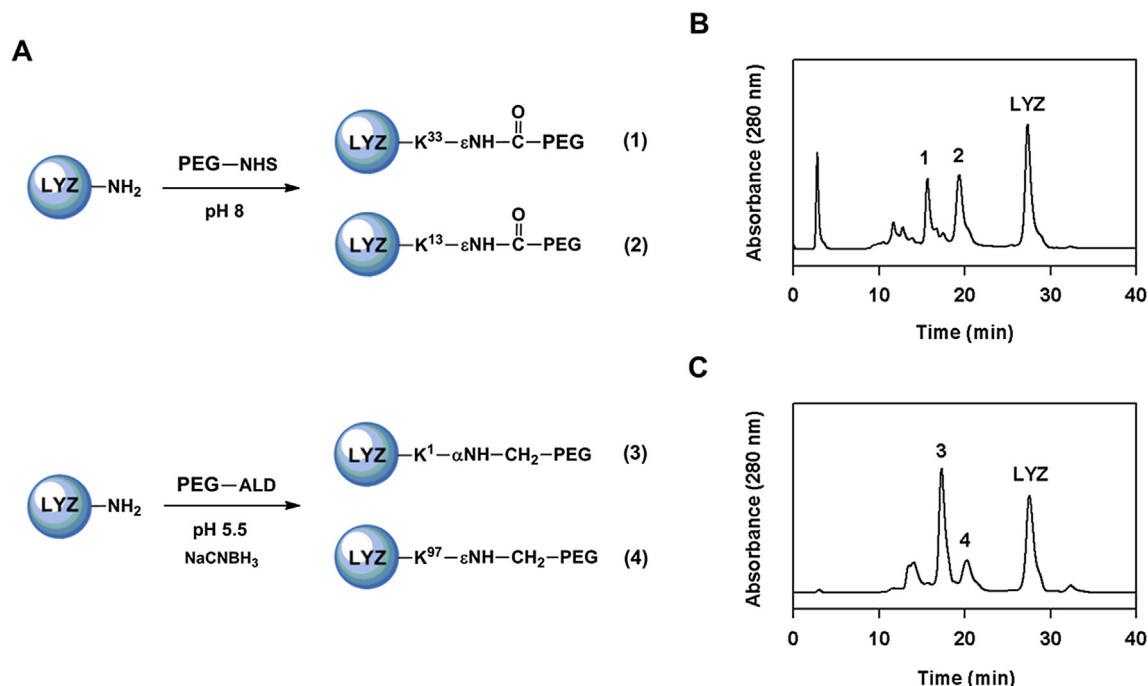 A
LYZ NH₂
PEG NHS
pH 8
LYZ K³³ εNH C PEG (1)
O
LYZ K¹³ εNH C PEG (2)
O
LYZ NH₂
PEG ALD
pH 5.5
NaCNBH₃
LYZ K¹ αNH CH₂ PEG (3)
LYZ K⁹⁷ εNH CH₂ PEG (4)
B
Absorbance (280 nm)
1
2
LYZ
0 10 20 30 40
Time (min)
C
Absorbance (280 nm)
3
4
LYZ
0 10 20 30 40
Time (min)